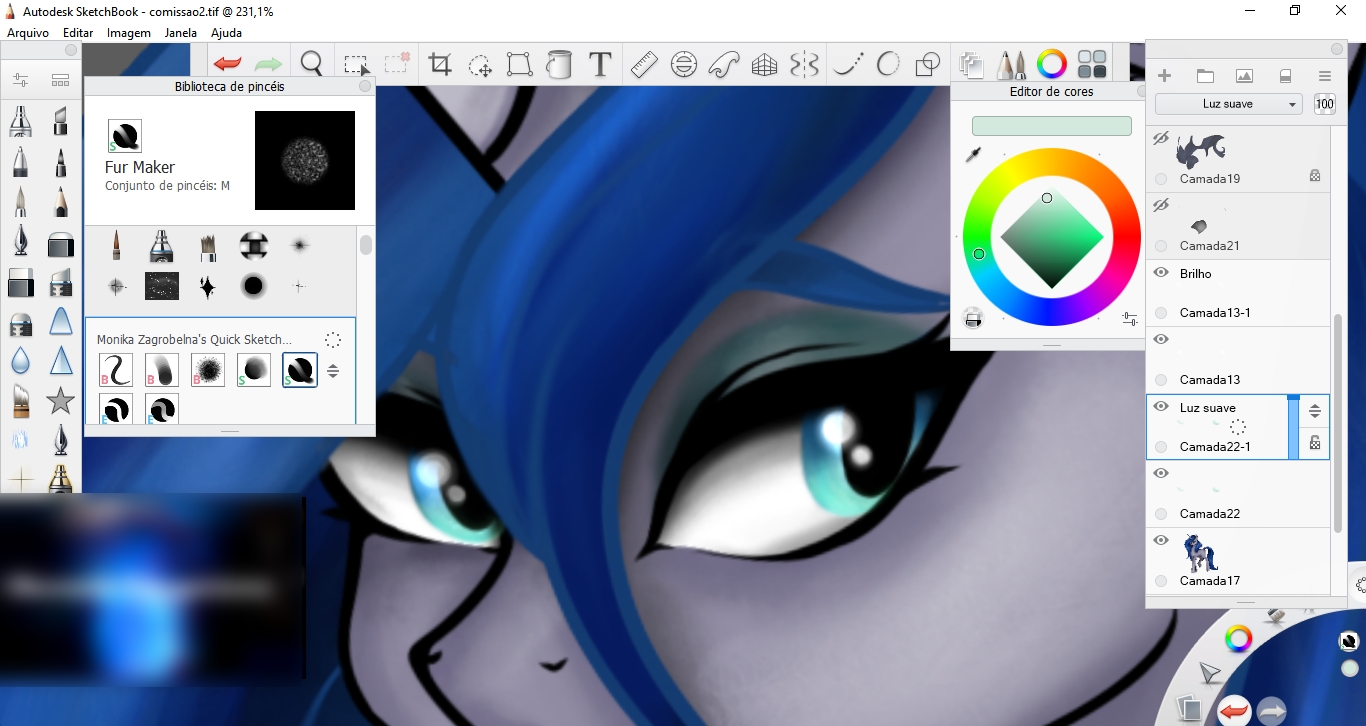 Autodesk SketchBook - comissao2.tif @ 231,1%
Arquivo Editar Imagem Janela Ajuda
T
Biblioteca de pincéis
Fur Maker
Conjunto de pincéis: M
S
Monika Zagrobelna's Quick Sketch...
B B B S S
E E
Editor de cores
Luz suave 100
Camada19
Camada21
Brilho
Camada13-1
Camada13
Luz suave
Camada22-1
Camada22
Camada17